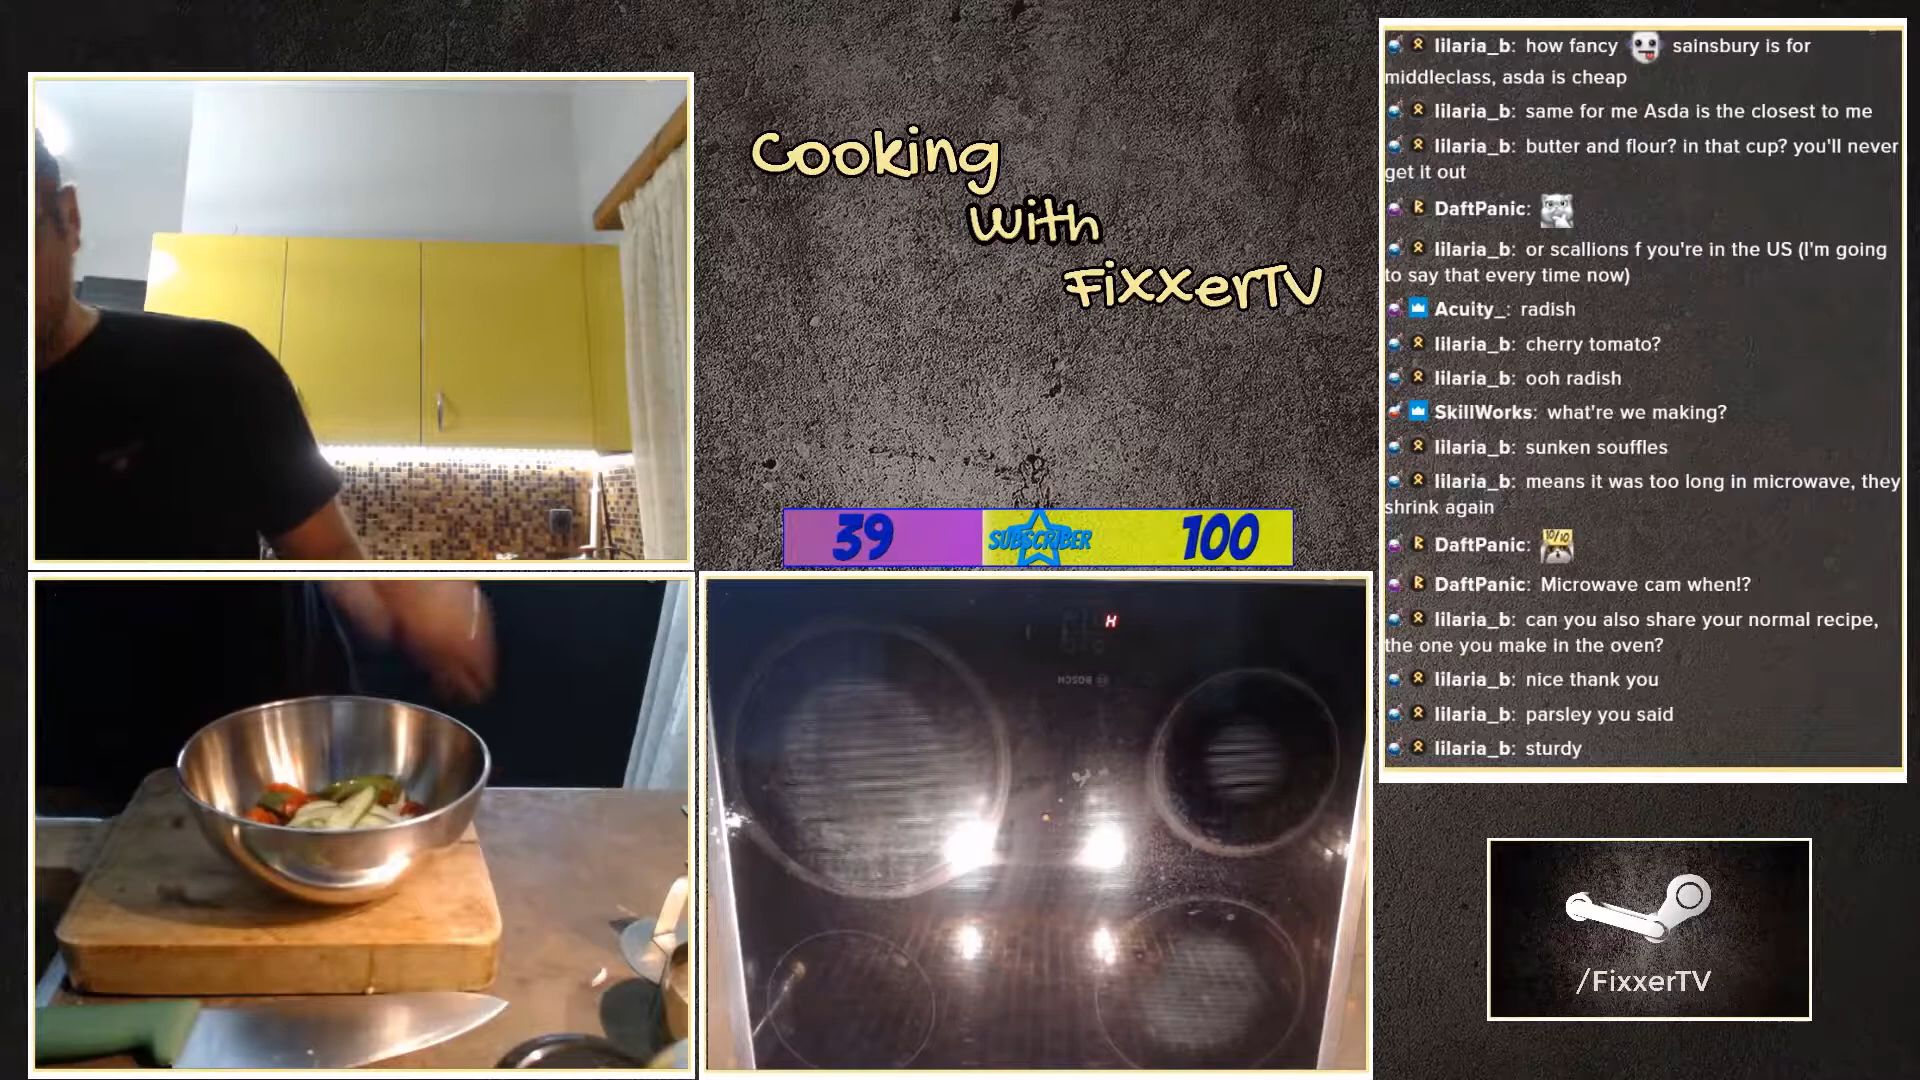 Cooking
With
FiXXerTV
39 SUBSCRIBER 100
lilaria_b: how fancy sainsbury is for
middleclass, asda is cheap
lilaria_b: same for me Asda is the closest to me
lilaria_b: butter and flour? in that cup? you'll never
get it out
DaftPanic:
lilaria_b: or scallions f you're in the US (I'm going
to say that every time now)
Acuity_: radish
lilaria_b: cherry tomato?
lilaria_b: ooh radish
SkillWorks: what're we making?
lilaria_b: sunken souffles
lilaria_b: means it was too long in microwave, they
shrink again
DaftPanic: 10/10
DaftPanic: Microwave cam when!?
lilaria_b: can you also share your normal recipe,
the one you make in the oven?
lilaria_b: nice thank you
lilaria_b: parsley you said
lilaria_b: sturdy
H
BOSCH
/FixxerTV